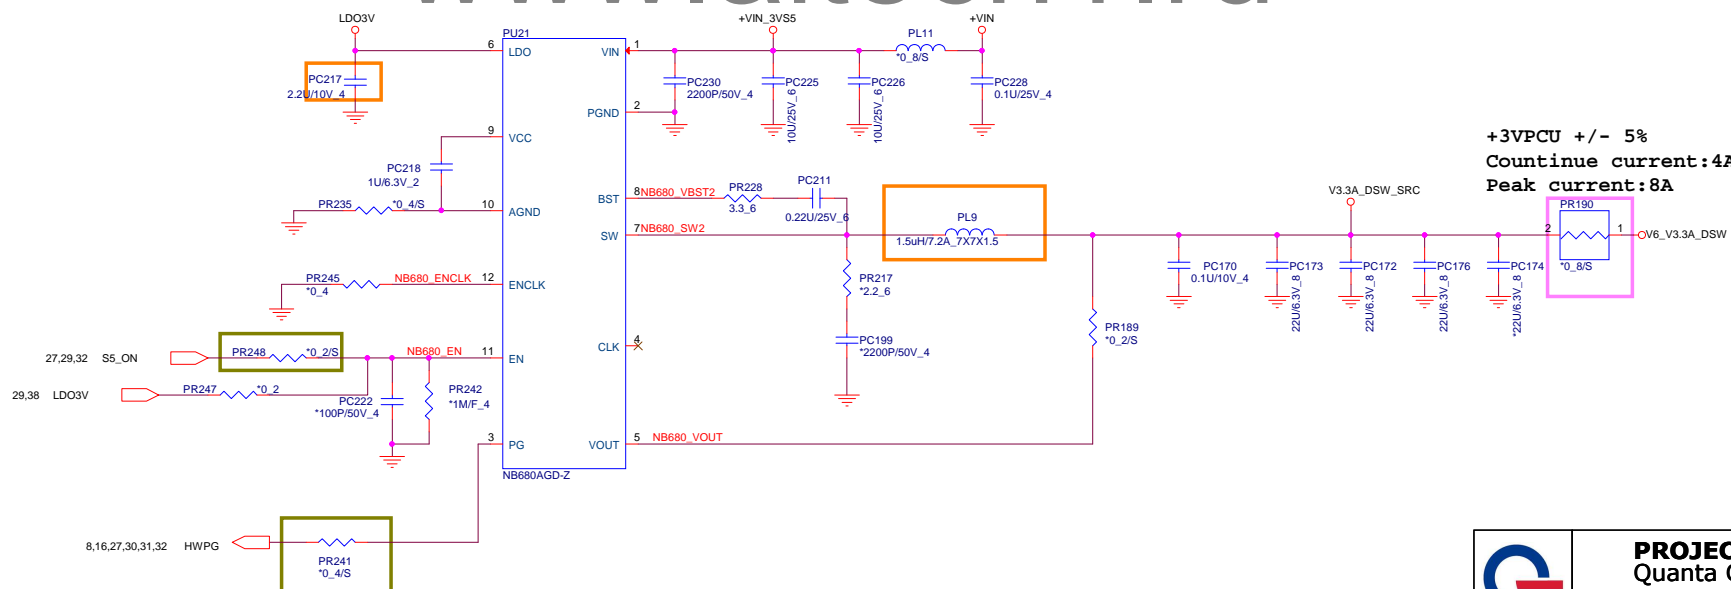 LDO3V
+VIN_3VS5
+VIN
PU21
6
LDO
VIN
1
PL11
*0_8/S
PC217
2.2U/10V_4
PC230
2200P/50V_4
PC225
10U/25V_6
PC226
10U/25V_6
PC228
0.1U/25V_4
PGND
2
9
VCC
PC218
1U/6.3V_2
+3VPCU +/- 5%
Countinue current:4A
Peak current:8A
PR235
*0_4/S
10
AGND
BST
8
NB680_VBST2
PR228
3.3_6
PC211
0.22U/25V_6
SW
7
NB680_SW2
PL9
1.5uH/7.2A_7X7X1.5
V3.3A_DSW_SRC
PR190
2
1
V6_V3.3A_DSW
*0_8/S
PR245
*0_4
NB680_ENCLK
12
ENCLK
PR217
*2.2_6
PC170
0.1U/10V_4
PC173
22U/6.3V_8
PC172
22U/6.3V_8
PC176
22U/6.3V_8
PC174
*22U/6.3V_8
PR189
*0_2/S
CLK
4
PC199
*2200P/50V_4
27,29,32 S5_ON
PR248
*0_2/S
NB680_EN
11
EN
29,38 LDO3V
PR247
*0_2
PC222
*100P/50V_4
PR242
*1M/F_4
3
PG
VOUT
5
NB680_VOUT
NB680AGD-Z
8,16,27,30,31,32 HWPG
PR241
*0_4/S
PROJEC
Quanta